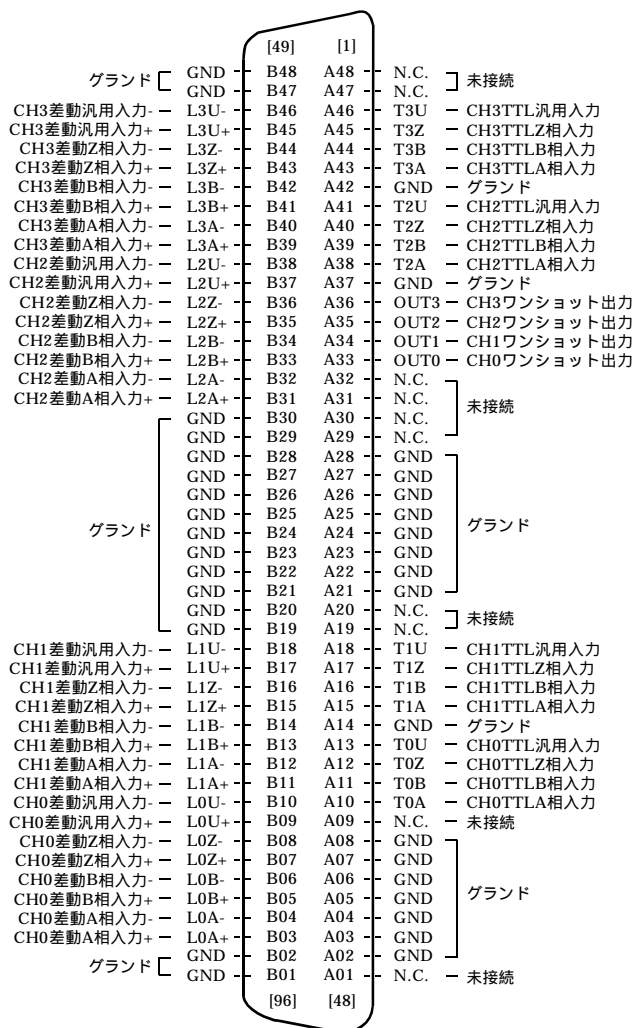 [49] [1]
GND B48 A48 N.C.
グランド 未接続
GND B47 A47 N.C.
CH3差動汎用入力- L3U- B46 A46 T3U CH3TTL汎用入力
CH3差動汎用入力+ L3U+ B45 A45 T3Z CH3TTLZ相入力
CH3差動Z相入力- L3Z- B44 A44 T3B CH3TTLB相入力
CH3差動Z相入力+ L3Z+ B43 A43 T3A CH3TTLA相入力
CH3差動B相入力- L3B- B42 A42 GND グランド
CH3差動B相入力+ L3B+ B41 A41 T2U CH2TTL汎用入力
CH3差動A相入力- L3A- B40 A40 T2Z CH2TTLZ相入力
CH3差動A相入力+ L3A+ B39 A39 T2B CH2TTLB相入力
CH2差動汎用入力- L2U- B38 A38 T2A CH2TTLA相入力
CH2差動汎用入力+ L2U+ B37 A37 GND グランド
CH2差動Z相入力- L2Z- B36 A36 OUT3 CH3ワンショット出力
CH2差動Z相入力+ L2Z+ B35 A35 OUT2 CH2ワンショット出力
CH2差動B相入力- L2B- B34 A34 OUT1 CH1ワンショット出力
CH2差動B相入力+ L2B+ B33 A33 OUT0 CH0ワンショット出力
CH2差動A相入力- L2A- B32 A32 N.C.
CH2差動A相入力+ L2A+ B31 A31 N.C.
未接続
GND B30 A30 N.C.
GND B29 A29 N.C.
GND B28 A28 GND
GND B27 A27 GND
GND B26 A26 GND
GND B25 A25 GND
グランド グランド
GND B24 A24 GND
GND B23 A23 GND
GND B22 A22 GND
GND B21 A21 GND
GND B20 A20 N.C.
未接続
GND B19 A19 N.C.
CH1差動汎用入力- L1U- B18 A18 T1U CH1TTL汎用入力
CH1差動汎用入力+ L1U+ B17 A17 T1Z CH1TTLZ相入力
CH1差動Z相入力- L1Z- B16 A16 T1B CH1TTLB相入力
CH1差動Z相入力+ L1Z+ B15 A15 T1A CH1TTLA相入力
CH1差動B相入力- L1B- B14 A14 GND グランド
CH1差動B相入力+ L1B+ B13 A13 T0U CH0TTL汎用入力
CH1差動A相入力- L1A- B12 A12 T0Z CH0TTLZ相入力
CH1差動A相入力+ L1A+ B11 A11 T0B CH0TTLB相入力
CH0差動汎用入力- L0U- B10 A10 T0A CH0TTLA相入力
CH0差動汎用入力+ L0U+ B09 A09 N.C. 未接続
CH0差動Z相入力- L0Z- B08 A08 GND
CH0差動Z相入力+ L0Z+ B07 A07 GND
CH0差動B相入力- L0B- B06 A06 GND
グランド
CH0差動B相入力+ L0B+ B05 A05 GND
CH0差動A相入力- L0A- B04 A04 GND
CH0差動A相入力+ L0A+ B03 A03 GND
GND B02 A02 GND
グランド
GND B01 A01 N.C. 未接続
[96] [48]